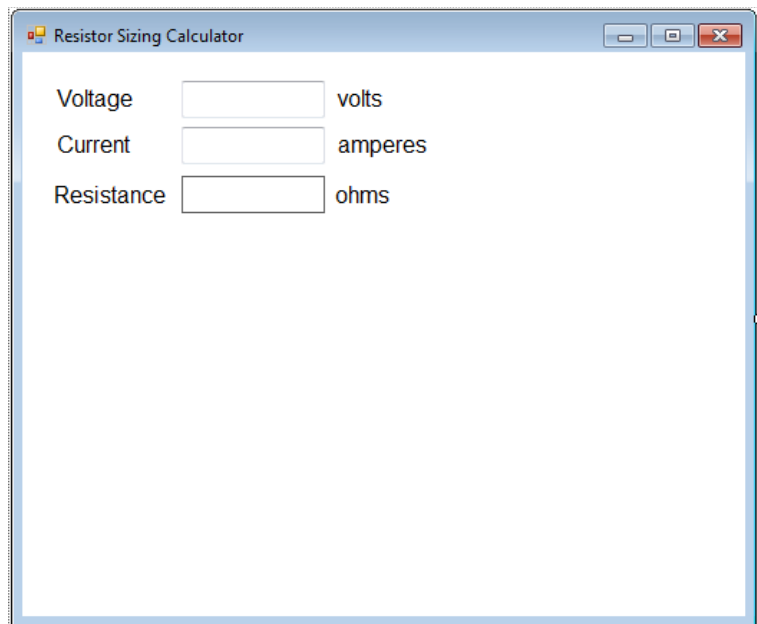 Resistor Sizing Calculator
Voltage volts
Current amperes
Resistance ohms